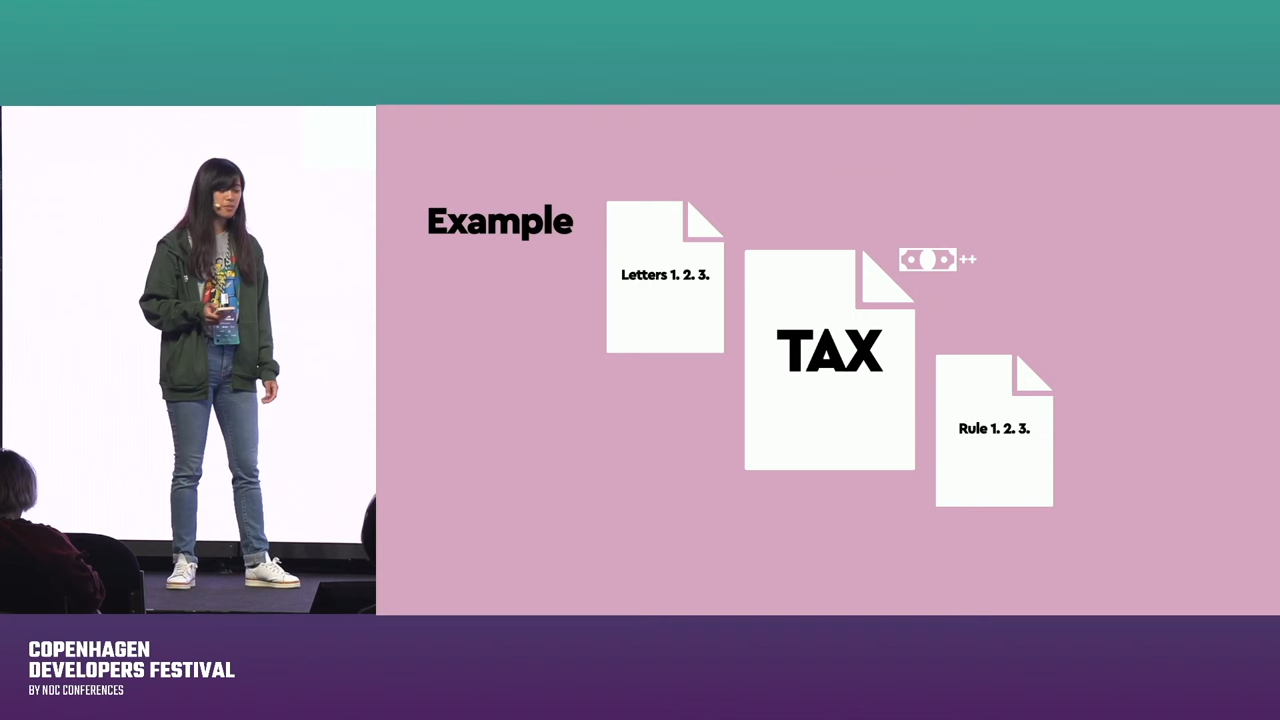 Example
Letters 1. 2. 3.
++
TAX
Rule 1. 2. 3.
COPENHAGEN
DEVELOPERS FESTIVAL
BY NDC CONFERENCES